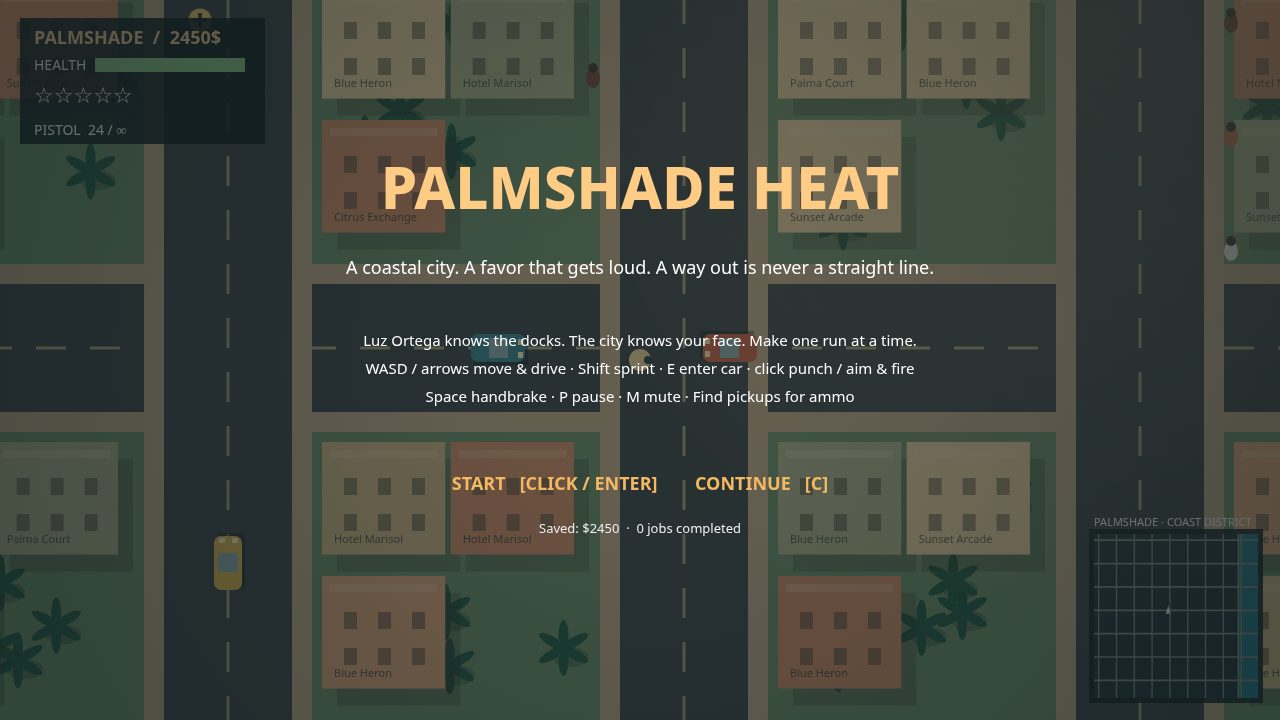 PALMSHADE / 2450$
HEALTH
☆☆☆☆☆
PISTOL 24 / ∞
Blue Heron
Hotel Marisol
Palma Court
Blue Heron
Citrus Exchange
Sunset Arcade
PALMSHADE HEAT
A coastal city. A favor that gets loud. A way out is never a straight line.
Luz Ortega knows the docks. The city knows your face. Make one run at a time.
WASD / arrows move & drive · Shift sprint · E enter car · click punch / aim & fire
Space handbrake · P pause · M mute · Find pickups for ammo
START [CLICK / ENTER] CONTINUE [C]
Saved: $2450 · 0 jobs completed
Palma Court
Hotel Marisol
Hotel Marisol
Blue Heron
Sunset Arcade
PALMSHADE · COAST DISTRICT
Blue Heron
Blue Heron